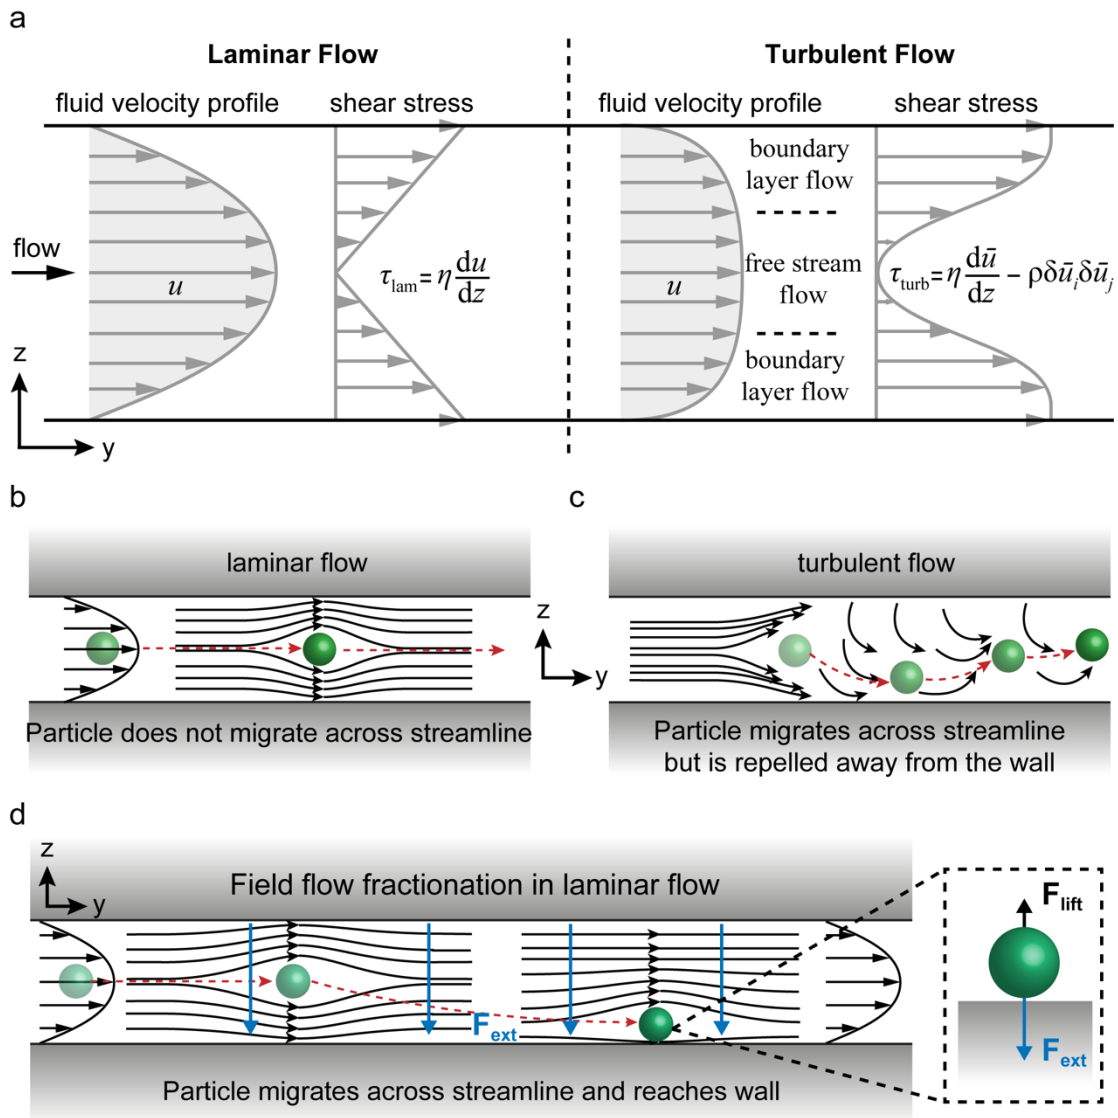 a
Laminar Flow
Turbulent Flow
fluid velocity profile
shear stress
fluid velocity profile
shear stress
flow
u
τlam = η du/dz
boundary
layer flow
free stream
flow
boundary
layer flow
u
τturb = η dū/dz − ρδūiδūj
z
y
b
laminar flow
z
y
Particle does not migrate across streamline
c
turbulent flow
Particle migrates across streamline
but is repelled away from the wall
d
z
y
Field flow fractionation in laminar flow
Fext
Particle migrates across streamline and reaches wall
Flift
Fext